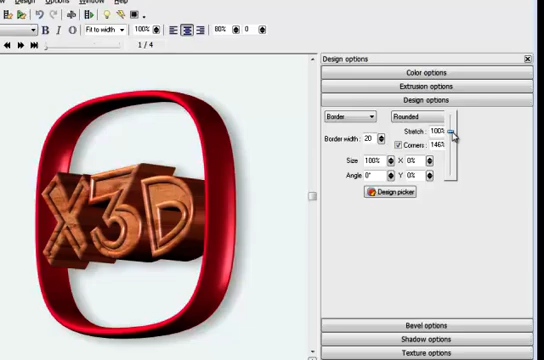 Design Options Window Help
B I O Fit to width 100% 80% 0
1 / 4
Design options
Color options
Extrusion options
Design options
Border Rounded
Stretch : 100%
Border width : 20 Corners : 146%
Size 100% X 0%
Angle 0° Y 0%
Design picker
X3D
Bevel options
Shadow options
Texture options